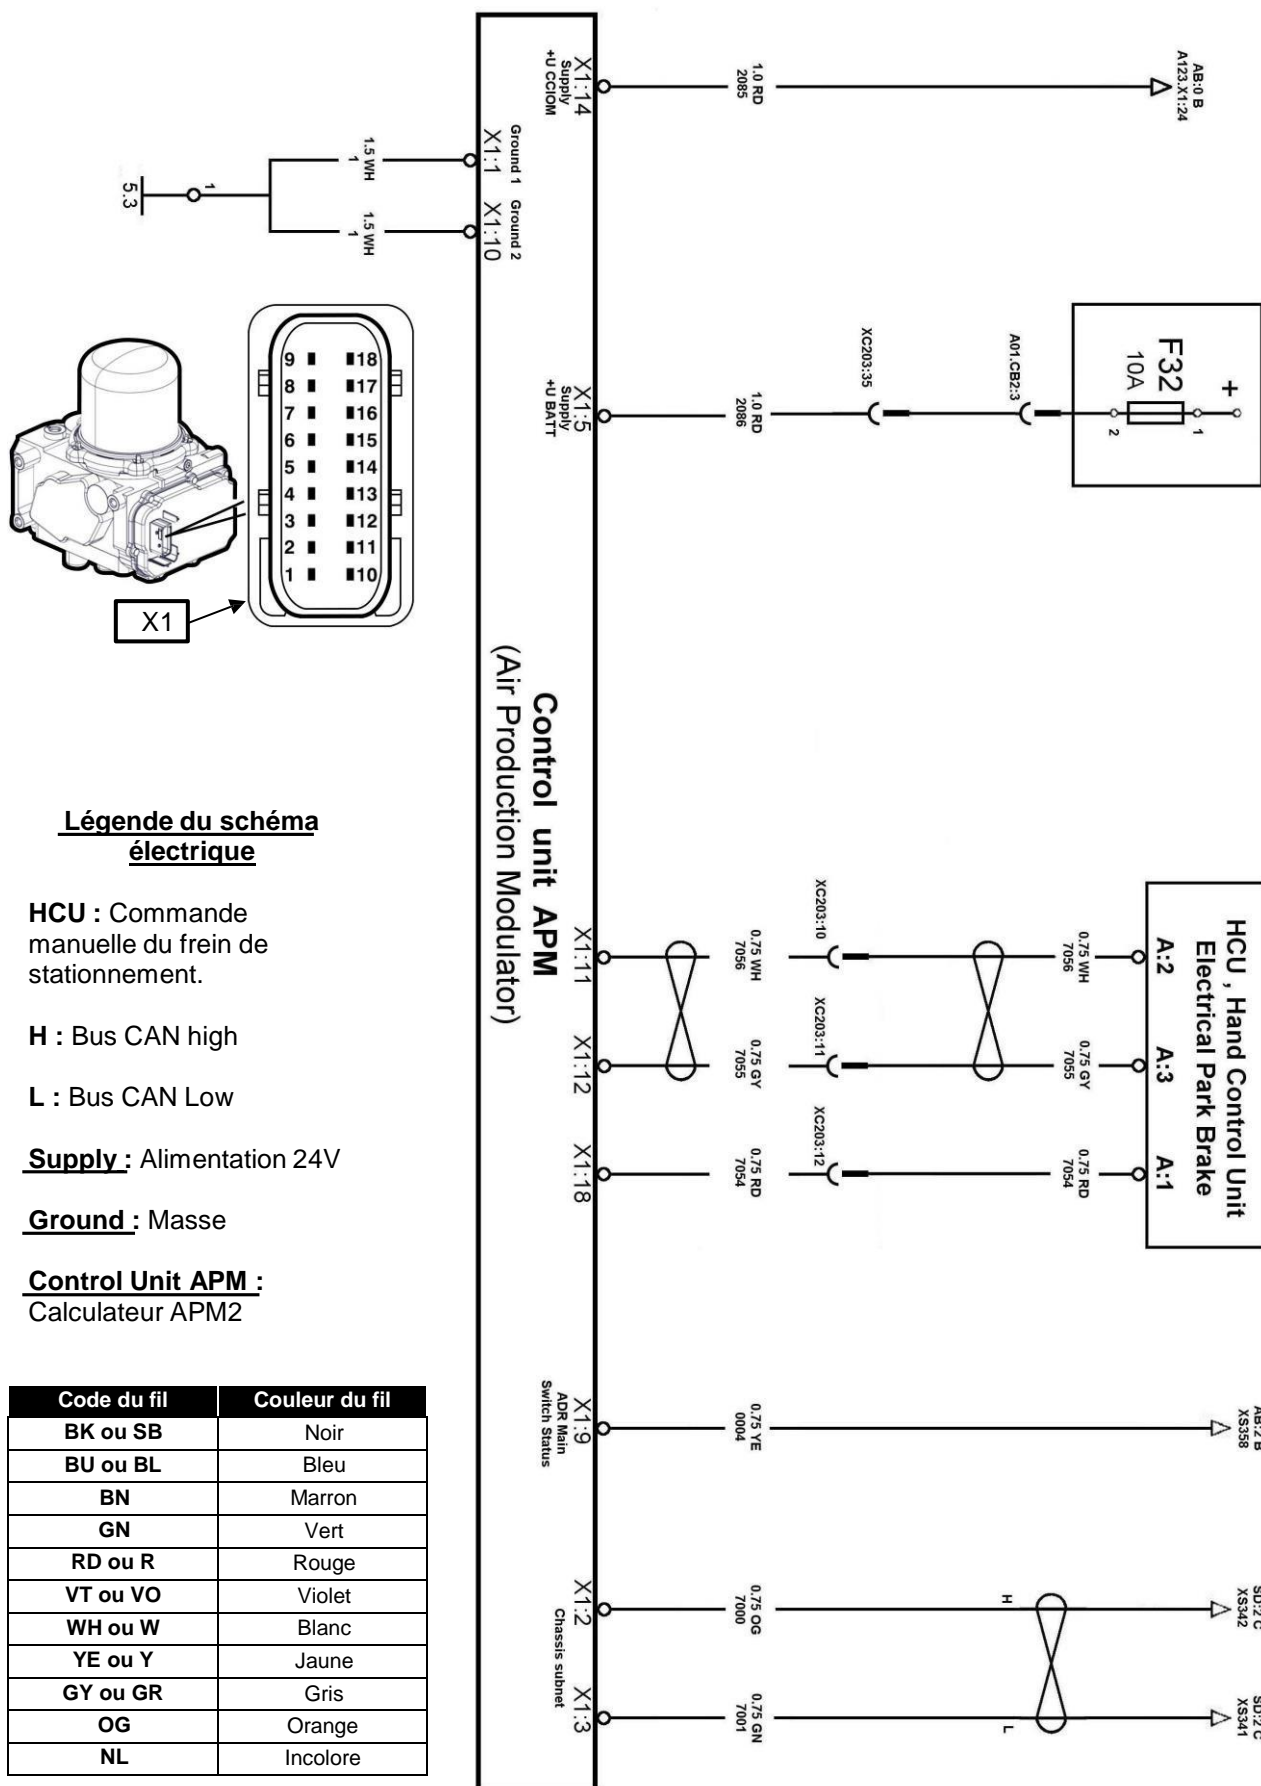 AB:0 B
A123.X1:24
1.0 RD
2085
X1:14
Supply
+U CCIOM
Ground 1
X1:1
Ground 2
X1:10
1.5 WH
1
1.5 WH
1
1
5.3
+
F32
10A
1
2
A01.CB2:3
XC203:35
1.0 RD
2086
X1:5
Supply
+U BATT
9
18
8
17
7
16
6
15
5
14
4
13
3
12
2
11
1
10
X1
Control unit APM
(Air Production Modulator)
HCU , Hand Control Unit
Electrical Park Brake
A:2
A:3
A:1
0.75 WH
7056
0.75 GY
7055
0.75 RD
7054
XC203:10
XC203:11
XC203:12
0.75 WH
7056
0.75 GY
7055
0.75 RD
7054
X1:11
X1:12
X1:18
AB:2 B
XS358
0.75 YE
0004
X1:9
ADR Main
Switch Status
SD:2 C
XS342
SD:2 C
XS341
H
L
0.75 OG
7000
0.75 GN
7001
X1:2
Chassis subnet
X1:3
Légende du schéma
électrique
HCU : Commande
manuelle du frein de
stationnement.
H : Bus CAN high
L : Bus CAN Low
Supply : Alimentation 24V
Ground : Masse
Control Unit APM :
Calculateur APM2
Code du fil Couleur du fil
BK ou SB Noir
BU ou BL Bleu
BN Marron
GN Vert
RD ou R Rouge
VT ou VO Violet
WH ou W Blanc
YE ou Y Jaune
GY ou GR Gris
OG Orange
NL Incolore